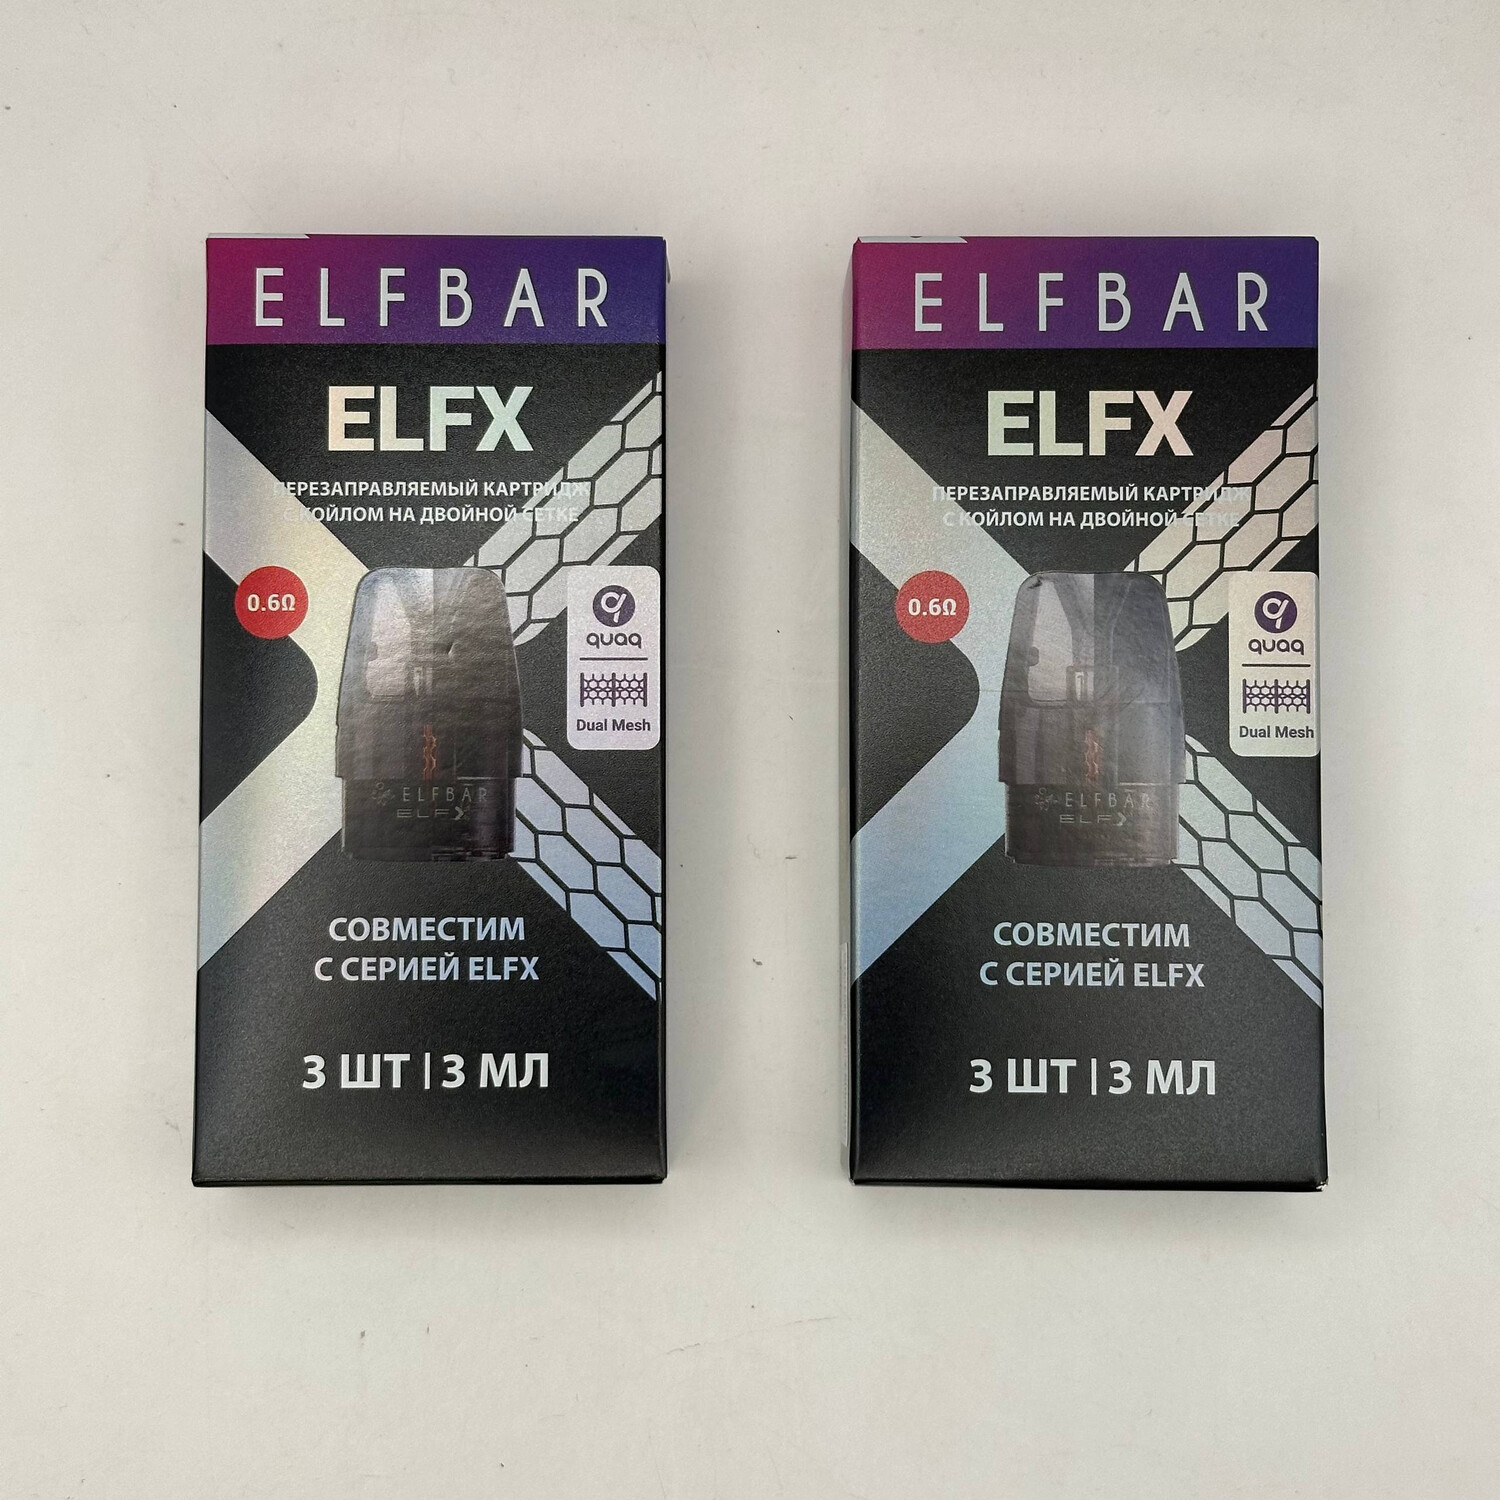 ELFBAR
ELFX
ПЕРЕЗАПРАВЛЯЕМЫЙ КАРТРИДЖ
С КОЙЛОМ НА ДВОЙНОЙ СЕТКЕ
0.6Ω
quaq
Dual Mesh
ELFBAR
ELFX
СОВМЕСТИМ
С СЕРИЕЙ ELFX
3 ШТ | 3 МЛ
ELFBAR
ELFX
ПЕРЕЗАПРАВЛЯЕМЫЙ КАРТРИДЖ
С КОЙЛОМ НА ДВОЙНОЙ СЕТКЕ
0.6Ω
quaq
Dual Mesh
ELFBAR
ELFX
СОВМЕСТИМ
С СЕРИЕЙ ELFX
3 ШТ | 3 МЛ